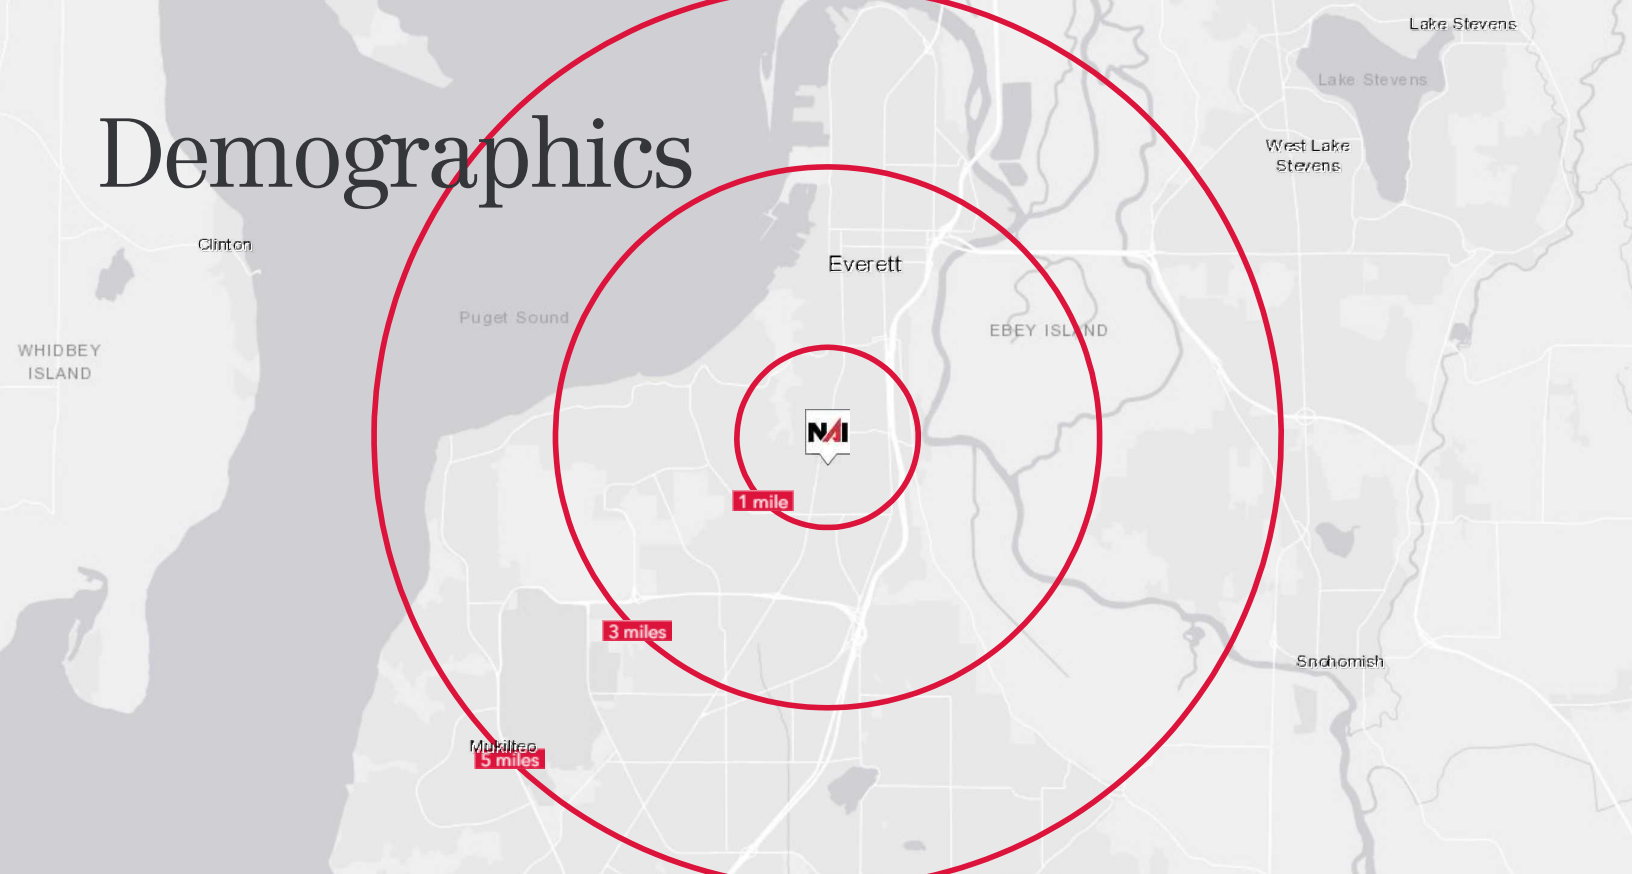 Lake Stevens
Lake Stevens
Demographics
West Lake
Stevens
Clinton
Everett
Puget Sound
EBEY ISLAND
WHIDBEY
ISLAND
NAI
1 mile
3 miles
Snohomish
Mukilteo
5 miles